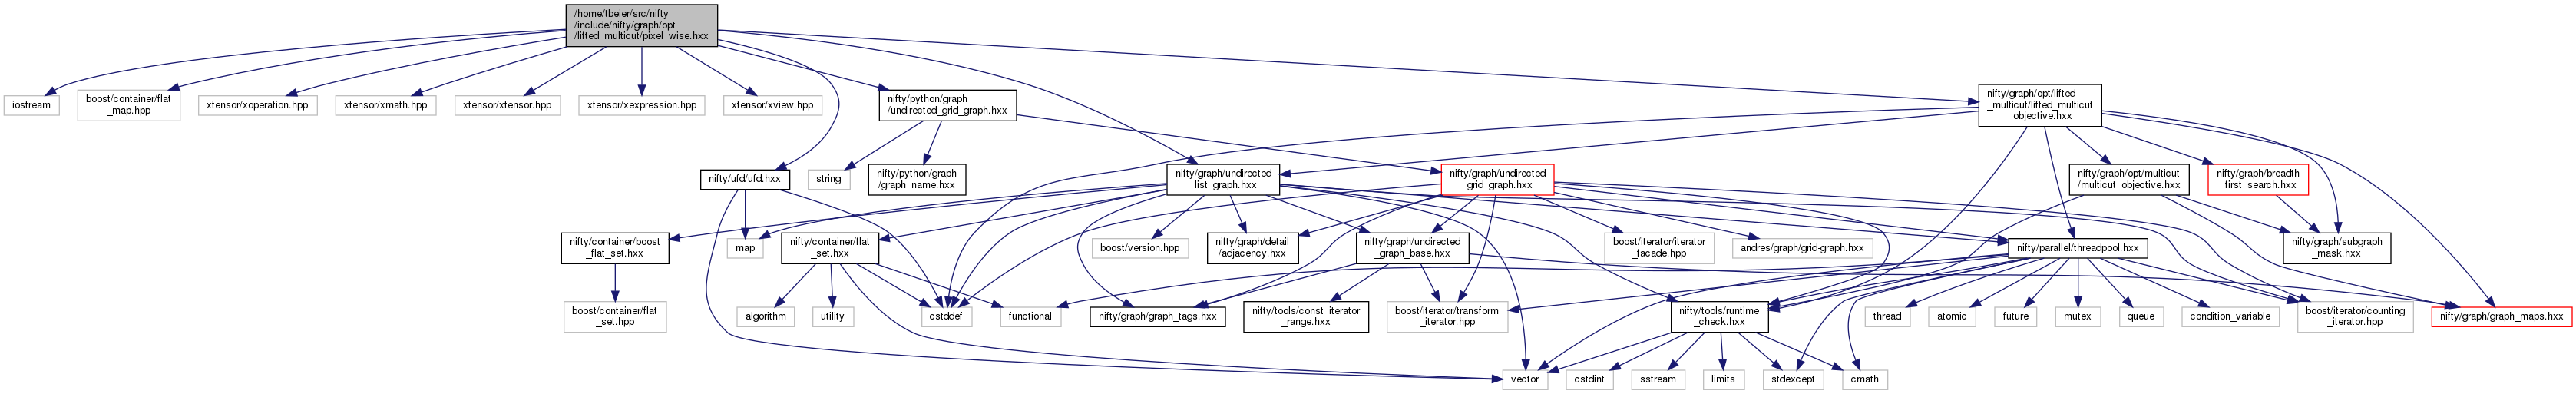 /home/tbeier/src/nifty
/include/nifty/graph/opt
/lifted_multicut/pixel_wise.hxx
iostream
boost/container/flat
_map.hpp
xtensor/xoperation.hpp
xtensor/xmath.hpp
xtensor/xtensor.hpp
xtensor/xexpression.hpp
xtensor/xview.hpp
nifty/python/graph
/undirected_grid_graph.hxx
nifty/graph/opt/lifted
_multicut/lifted_multicut
_objective.hxx
nifty/ufd/ufd.hxx
string
nifty/python/graph
/graph_name.hxx
nifty/graph/undirected
_list_graph.hxx
nifty/graph/undirected
_grid_graph.hxx
nifty/graph/opt/multicut
/multicut_objective.hxx
nifty/graph/breadth
_first_search.hxx
nifty/container/boost
_flat_set.hxx
map
nifty/container/flat
_set.hxx
boost/version.hpp
nifty/graph/detail
/adjacency.hxx
nifty/graph/undirected
_graph_base.hxx
boost/iterator/iterator
_facade.hpp
andres/graph/grid-graph.hxx
nifty/parallel/threadpool.hxx
nifty/graph/subgraph
_mask.hxx
boost/container/flat
_set.hpp
algorithm
utility
cstddef
functional
nifty/graph/graph_tags.hxx
nifty/tools/const_iterator
_range.hxx
boost/iterator/transform
_iterator.hpp
nifty/tools/runtime
_check.hxx
thread
atomic
future
mutex
queue
condition_variable
boost/iterator/counting
_iterator.hpp
nifty/graph/graph_maps.hxx
vector
cstdint
sstream
limits
stdexcept
cmath